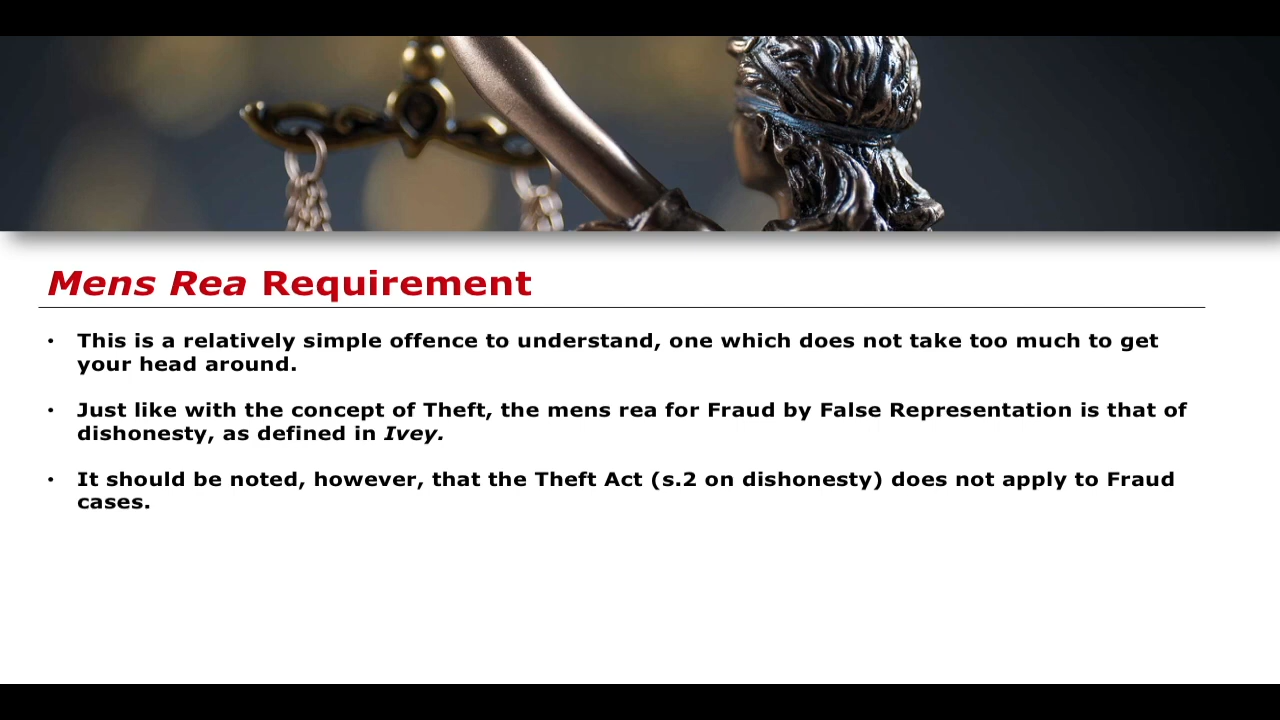 Mens Rea Requirement
• This is a relatively simple offence to understand, one which does not take too much to get
your head around.
• Just like with the concept of Theft, the mens rea for Fraud by False Representation is that of
dishonesty, as defined in Ivey.
• It should be noted, however, that the Theft Act (s.2 on dishonesty) does not apply to Fraud
cases.